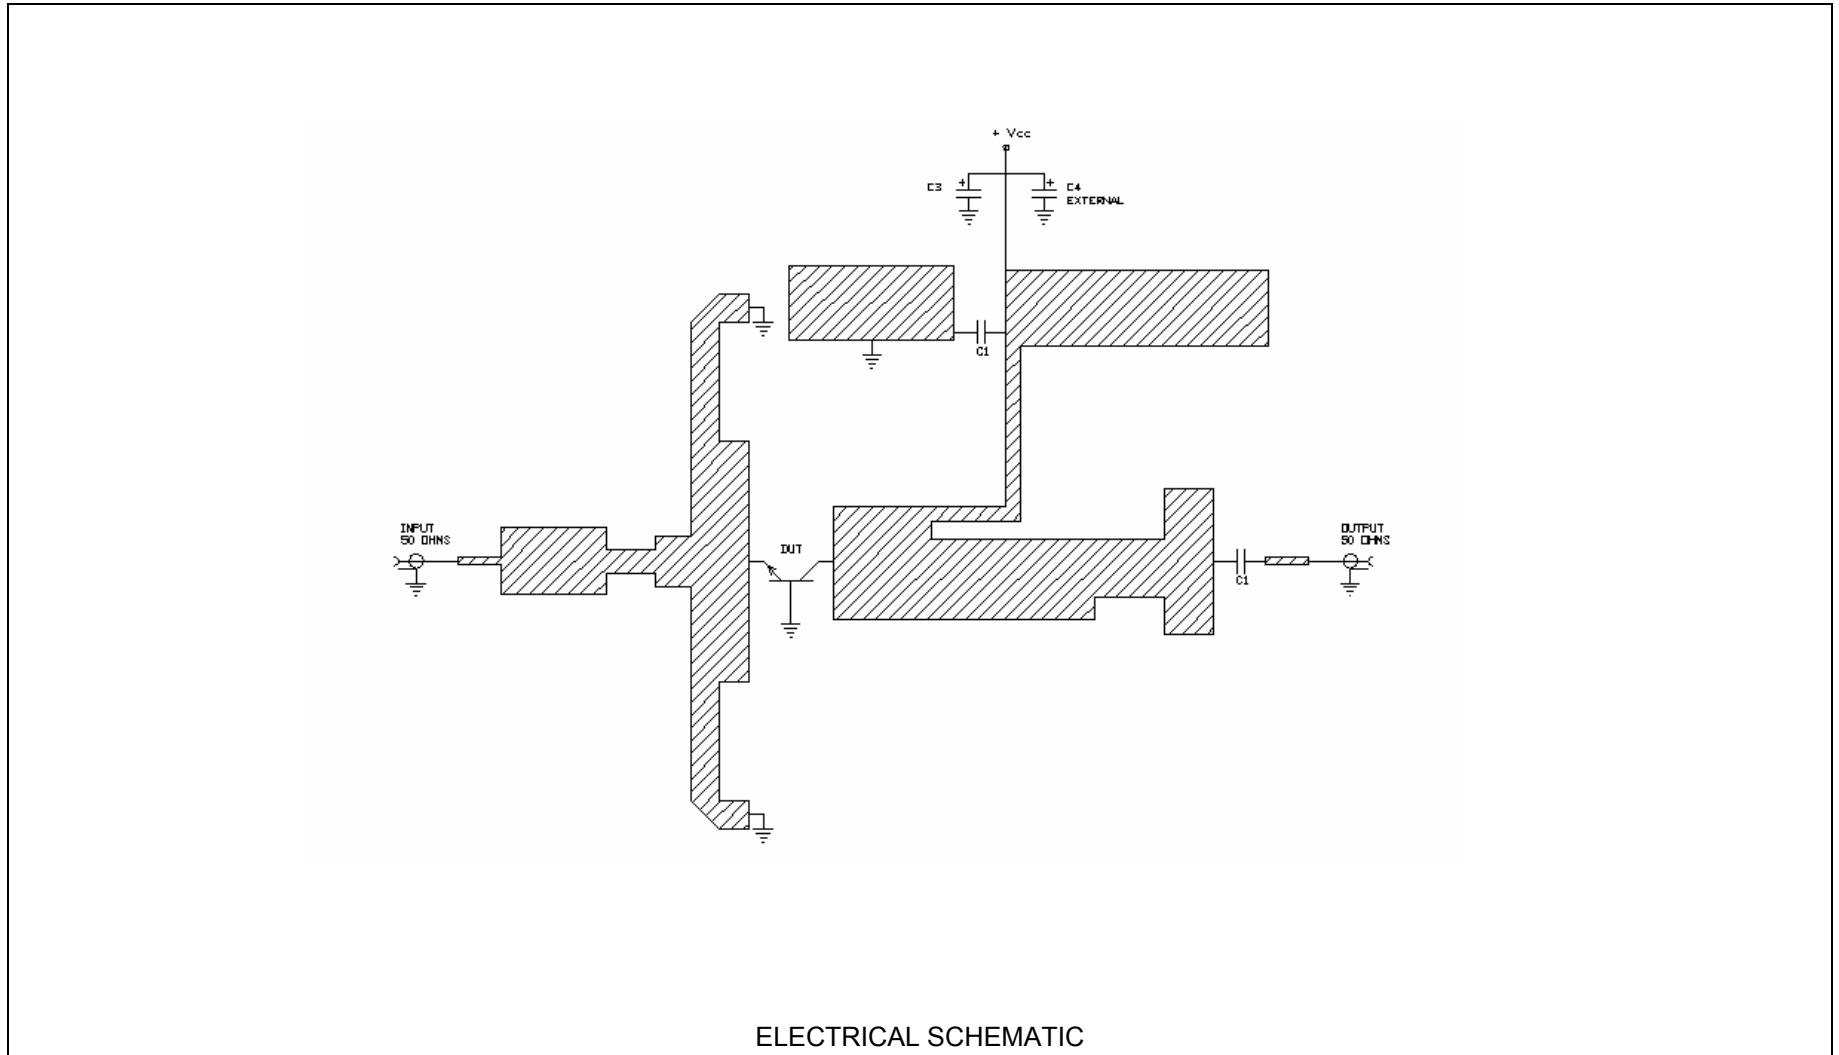 + Vcc
C3
+
+
C4
EXTERNAL
C1
INPUT
50 OHMS
DUT
OUTPUT
50 OHMS
C1
ELECTRICAL SCHEMATIC